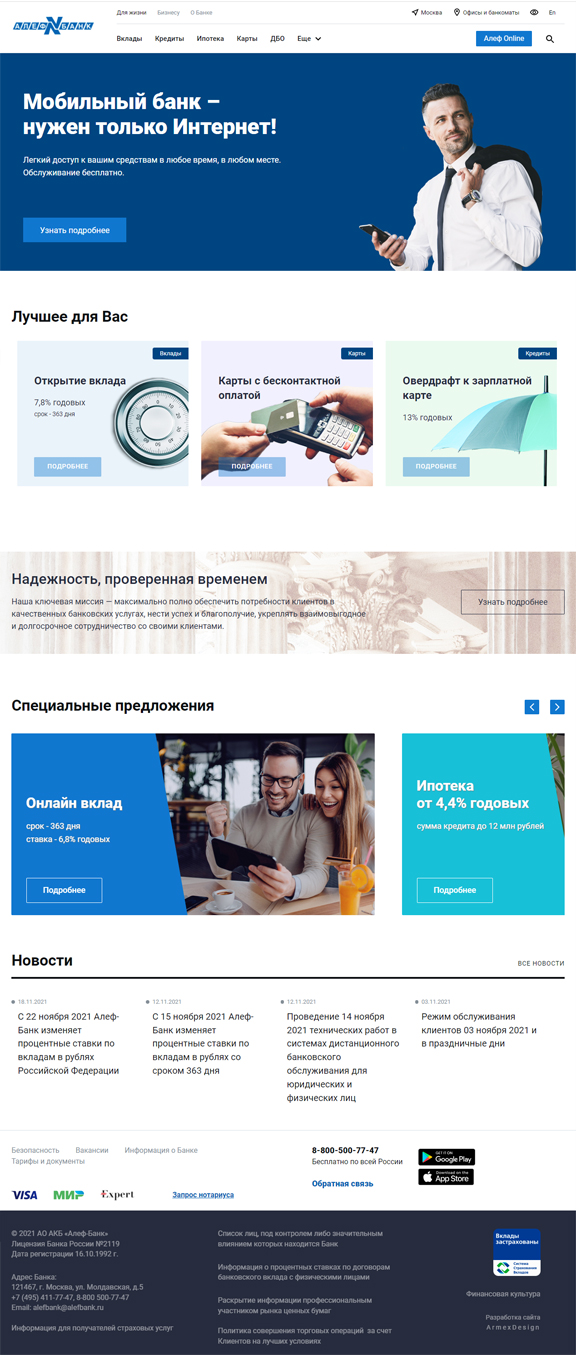 АЛЕФ БАНК
Для жизни Бизнесу О Банке
Москва Офисы и банкоматы En
Вклады Кредиты Ипотека Карты ДБО Еще
Алеф Online
Мобильный банк –
нужен только Интернет!
Легкий доступ к вашим средствам в любое время, в любом месте.
Обслуживание бесплатно.
Узнать подробнее
Лучшее для Вас
Вклады
Открытие вклада
7,8% годовых
срок - 363 дня
ПОДРОБНЕЕ
Карты
Карты с бесконтактной
оплатой
ПОДРОБНЕЕ
Кредиты
Овердрафт к зарплатной
карте
13% годовых
ПОДРОБНЕЕ
Надежность, проверенная временем
Наша ключевая миссия — максимально полно обеспечить потребности клиентов в
качественных банковских услугах, нести успех и благополучие, укреплять взаимовыгодное
и долгосрочное сотрудничество со своими клиентами.
Узнать подробнее
Специальные предложения
Онлайн вклад
срок - 363 дня
ставка - 6,8% годовых
Подробнее
Ипотека
от 4,4% годовых
сумма кредита до 12 млн рублей
Подробнее
Новости
ВСЕ НОВОСТИ
18.11.2021
С 22 ноября 2021 Алеф-
Банк изменяет
процентные ставки по
вкладам в рублях
Российской Федерации
12.11.2021
С 15 ноября 2021 Алеф-
Банк изменяет
процентные ставки по
вкладам в рублях со
сроком 363 дня
12.11.2021
Проведение 14 ноября
2021 технических работ в
системах дистанционного
банковского
обслуживания для
юридических и
физических лиц
03.11.2021
Режим обслуживания
клиентов 03 ноября 2021 и
в праздничные дни
Безопасность Вакансии Информация о Банке
Тарифы и документы
VISA МИР Expert
Запрос нотариуса
8-800-500-77-47
Бесплатно по всей России
Обратная связь
GET IT ON
Google Play
Download on the
App Store
© 2021 АО АКБ «Алеф-Банк»
Лицензия Банка России №2119
Дата регистрации 16.10.1992 г.
Адрес Банка:
121467, г. Москва, ул. Молдавская, д.5
+7 (495) 411-77-47, 8-800 500-77-47
Email: alefbank@alefbank.ru
Информация для получателей страховых услуг
Список лиц, под контролем либо значительным
влиянием которых находится Банк
Информация о процентных ставках по договорам
банковского вклада с физическими лицами
Раскрытие информации профессиональным
участником рынка ценных бумаг
Политика совершения торговых операций за счет
Клиентов на лучших условиях
Вклады
застрахованы
Система
Страхования
Вкладов
Финансовая культура
Разработка сайта
ArmexDesign